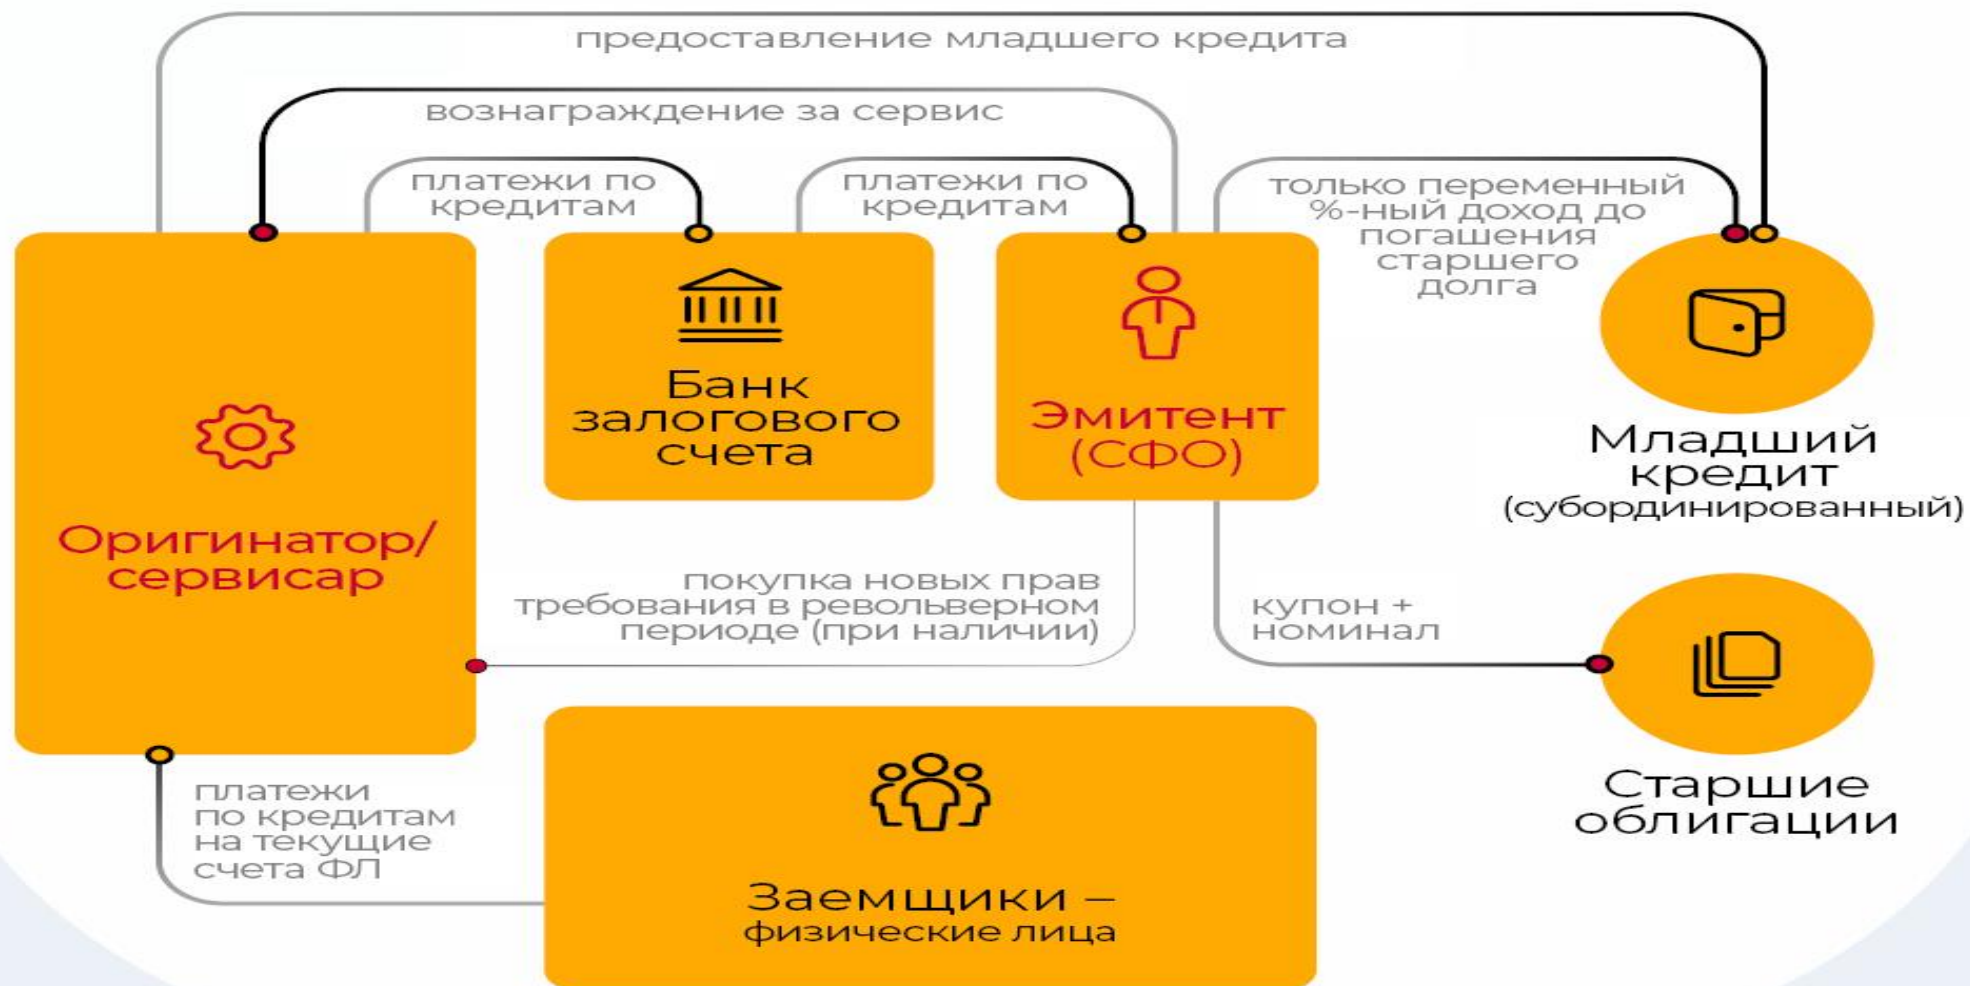 предоставление младшего кредита
вознаграждение за сервис
платежи по
кредитам
платежи по
кредитам
только переменный
%-ный доход до
погашения
старшего
долга
Оригинатор/
сервисар
Банк
залогового
счета
Эмитент
(СФО)
Младший
кредит
(субординированный)
покупка новых прав
требования в револьверном
периоде (при наличии)
купон +
номинал
Старшие
облигации
платежи
по кредитам
на текущие
счета ФЛ
Заемщики –
физические лица